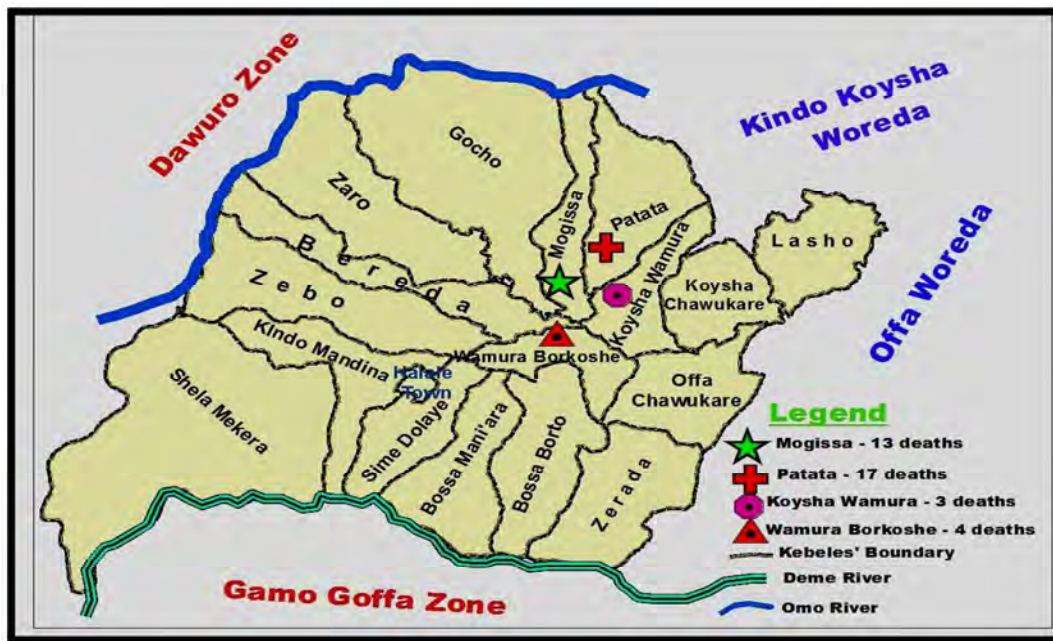 Dawuro Zone
Kindo Koysha
Woreda
Offa Woreda
Gocho
Zaro
Mogissa
Patata
Lasho
Bereda
Zebo
Koysha Wamura
Koysha
Chawukare
Kindo Mandina
Wamura Borkoshe
Halale
Town
Offa
Chawukare
Shela Mekera
Sime Dolaye
Bossa Mani'ara
Bossa Borto
Zerada
Legend
Mogissa - 13 deaths
Patata - 17 deaths
Koysha Wamura - 3 deaths
Wamura Borkoshe - 4 deaths
Kebeles' Boundary
Deme River
Omo River
Gamo Goffa Zone